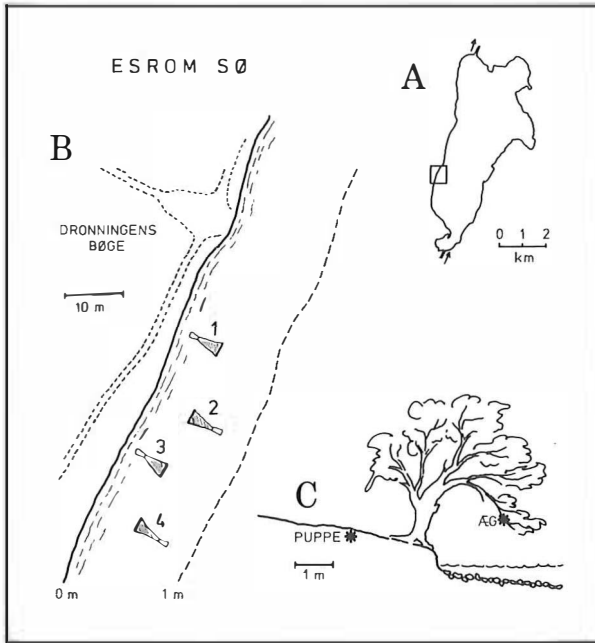 ESROM SØ
A
0 1 2
km
B
DRONNINGENS
BØGE
10 m
1
2
3
4
0 m
1 m
C
ÆG
PUPPE
1 m